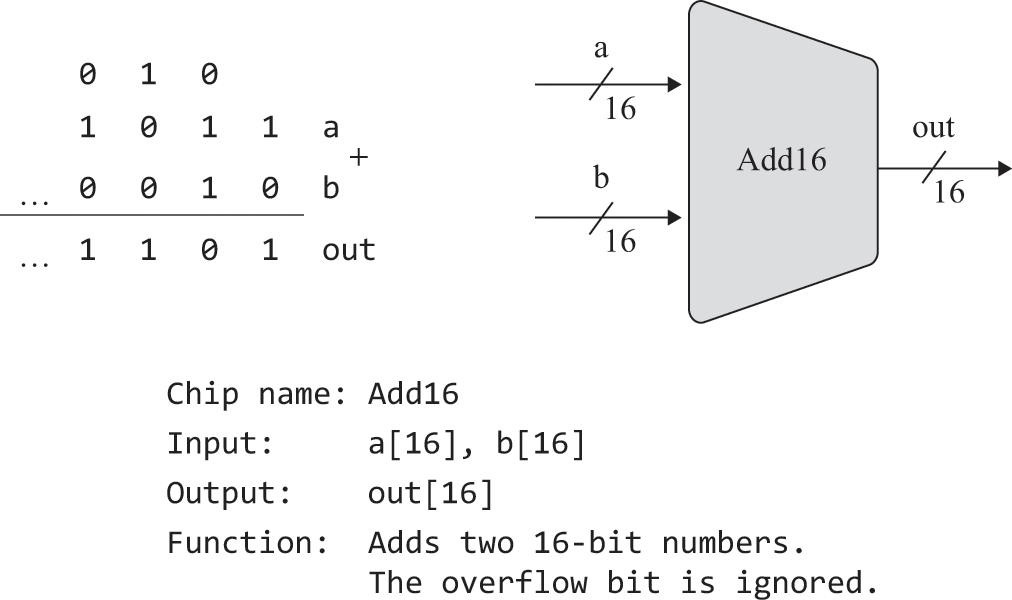 0 1 0
1 0 1 1 a
+
... 0 0 1 0 b
... 1 1 0 1 out
a
16
b
16
Add16
out
16
Chip name: Add16
Input: a[16], b[16]
Output: out[16]
Function: Adds two 16-bit numbers.
The overflow bit is ignored.